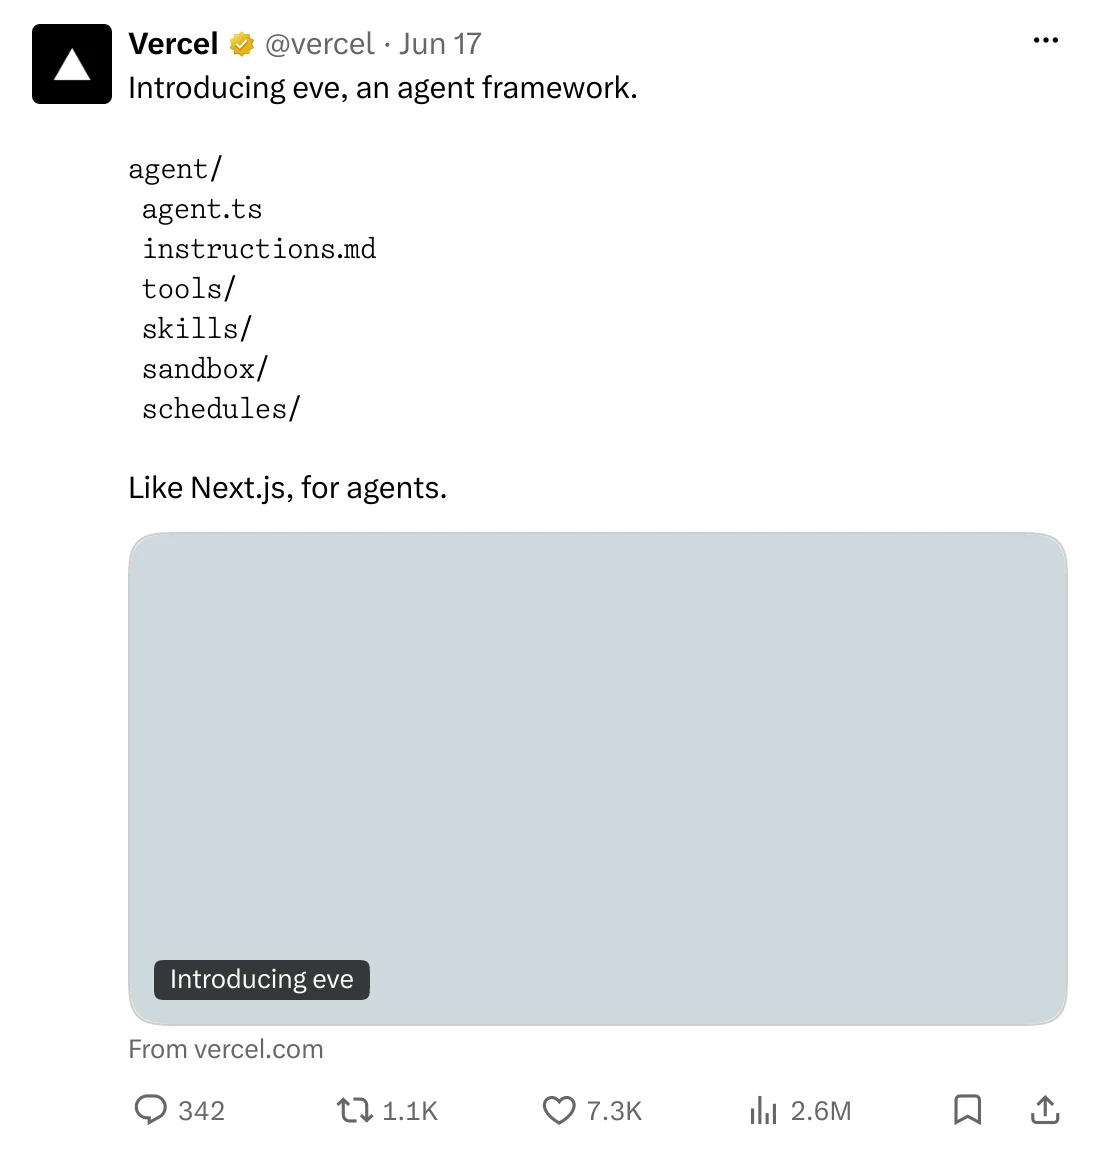 Vercel @vercel · Jun 17
Introducing eve, an agent framework.
agent/
agent.ts
instructions.md
tools/
skills/
sandbox/
schedules/
Like Next.js, for agents.
Introducing eve
From vercel.com
342 1.1K 7.3K 2.6M